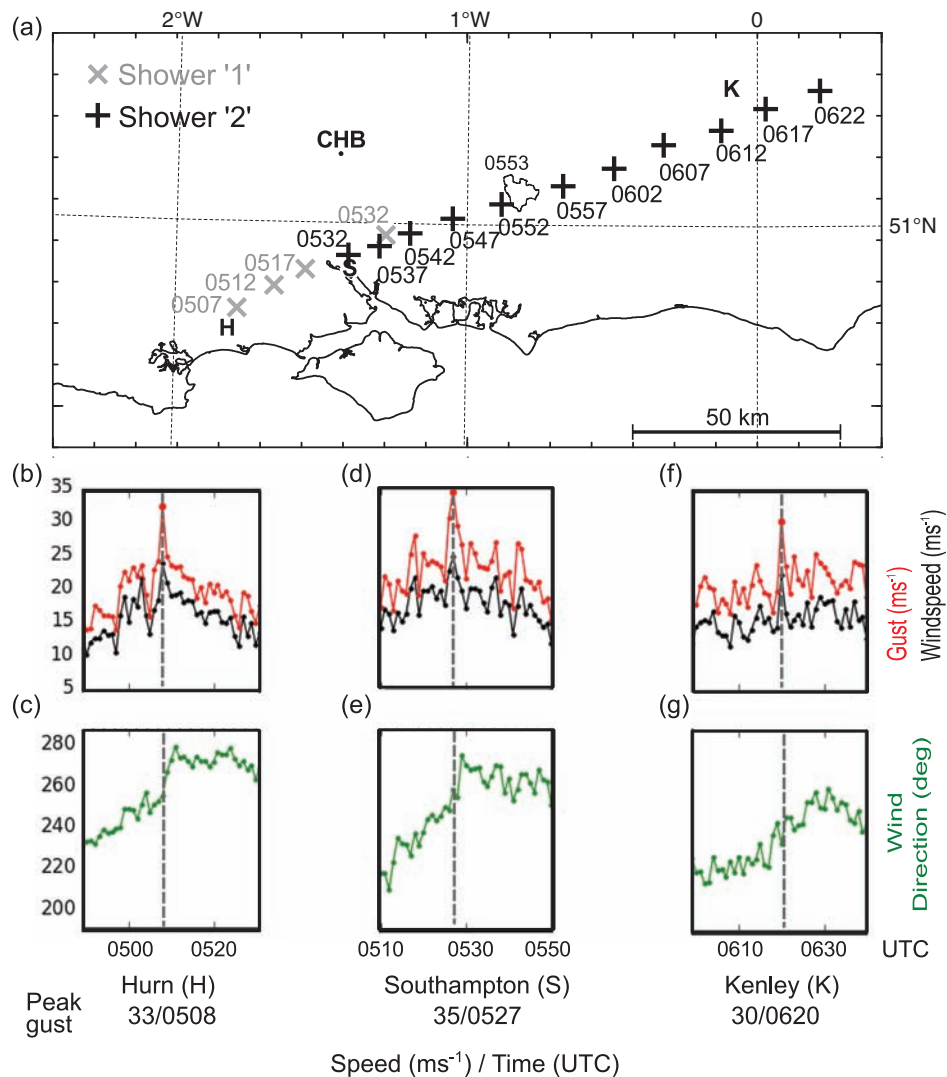 (a)
2°W
1°W
0
Shower '1'
Shower '2'
K
CHB
0622
0617
0612
0607
0602
0553
0557
0552
0547
0542
0537
0532
0532
51°N
S
0517
0512
0507
H
50 km
(b)
(d)
(f)
35
30
25
20
15
10
5
Gust (ms⁻¹)
Windspeed (ms⁻¹)
(c)
(e)
(g)
280
260
240
220
200
Wind
Direction (deg)
0500 0520
0510 0530 0550
0610 0630
UTC
Hurn (H)
Southampton (S)
Kenley (K)
Peak
gust
33/0508
35/0527
30/0620
Speed (ms⁻¹) / Time (UTC)